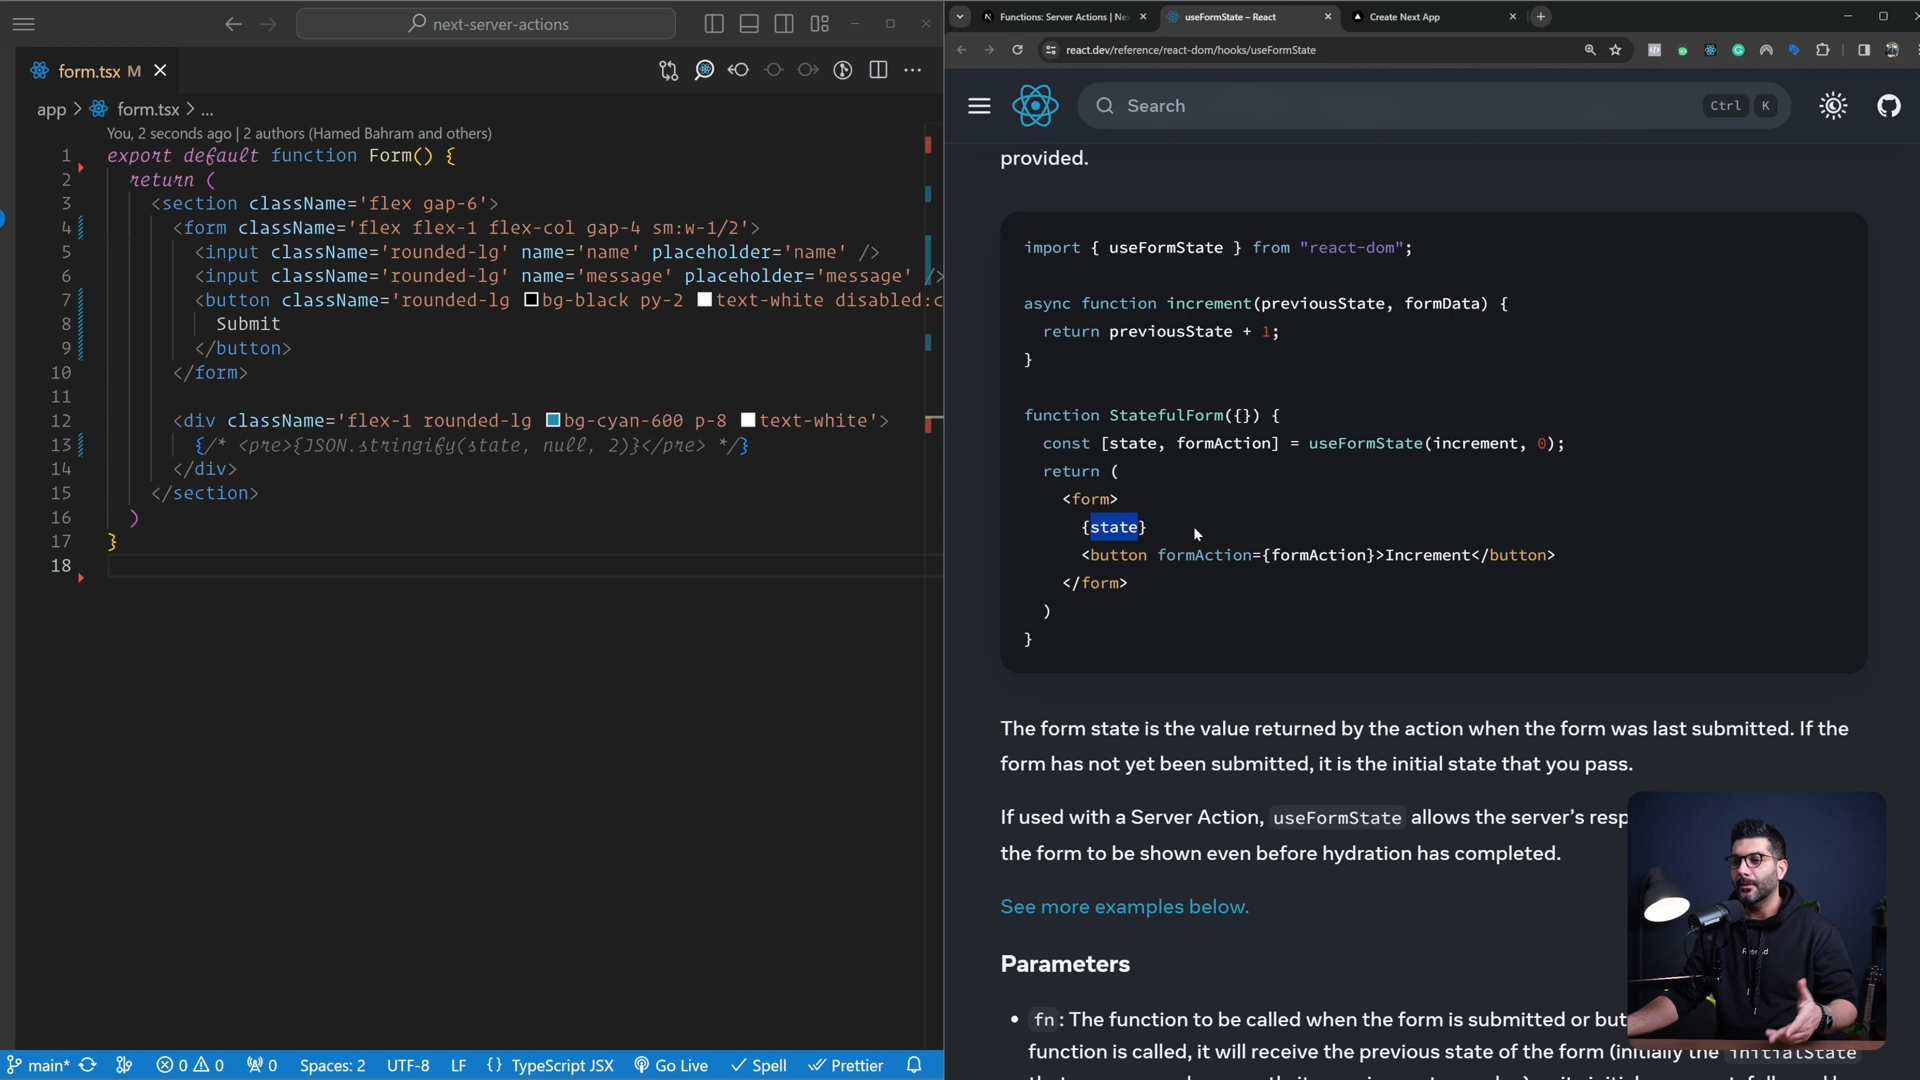 next-server-actions
form.tsx M
app > form.tsx > ...
You, 2 seconds ago | 2 authors (Hamed Bahram and others)
1 export default function Form() {
2 return (
3 <section className='flex gap-6'>
4 <form className='flex flex-1 flex-col gap-4 sm:w-1/2'>
5 <input className='rounded-lg' name='name' placeholder='name' />
6 <input className='rounded-lg' name='message' placeholder='message' />
7 <button className='rounded-lg bg-black py-2 text-white disabled:c
8 Submit
9 </button>
10 </form>
11
12 <div className='flex-1 rounded-lg bg-cyan-600 p-8 text-white'>
13 {/* <pre>{JSON.stringify(state, null, 2)}</pre> */}
14 </div>
15 </section>
16 )
17 }
18
main* 0 0 0 Spaces: 2 UTF-8 LF {} TypeScript JSX Go Live Spell Prettier
Functions: Server Actions | Ne
useFormState – React
Create Next App
react.dev/reference/react-dom/hooks/useFormState
Search Ctrl K
provided.
import { useFormState } from "react-dom";
async function increment(previousState, formData) {
return previousState + 1;
}
function StatefulForm({}) {
const [state, formAction] = useFormState(increment, 0);
return (
<form>
{state}
<button formAction={formAction}>Increment</button>
</form>
)
}
The form state is the value returned by the action when the form was last submitted. If the
form has not yet been submitted, it is the initial state that you pass.
If used with a Server Action, useFormState allows the server's resp
the form to be shown even before hydration has completed.
See more examples below.
Parameters
• fn: The function to be called when the form is submitted or but
function is called, it will receive the previous state of the form (initially the initialState